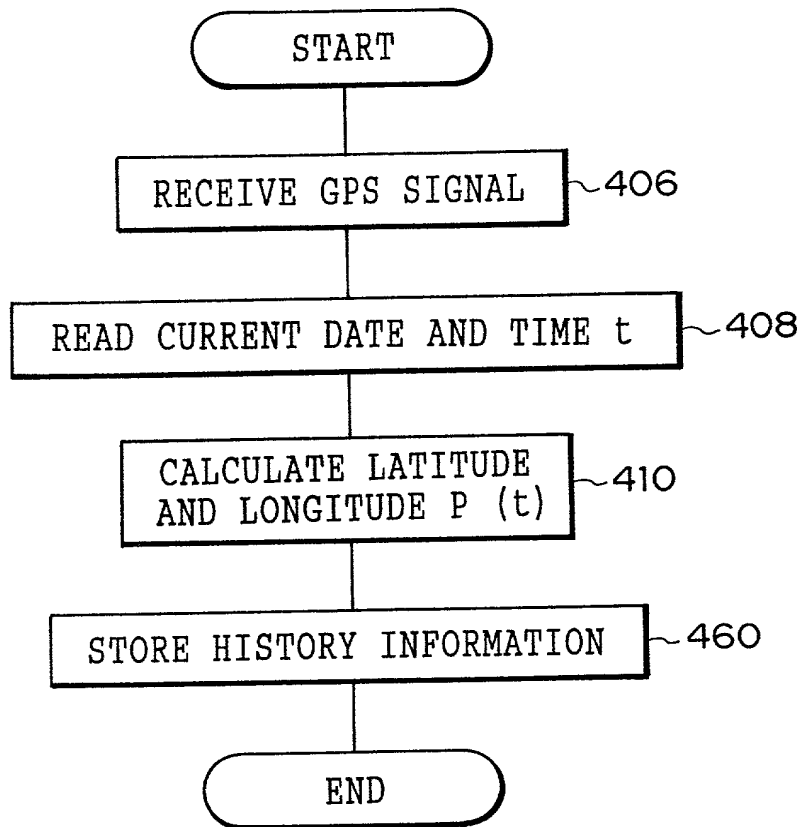 START
RECEIVE GPS SIGNAL
406
READ CURRENT DATE AND TIME t
408
CALCULATE LATITUDE
AND LONGITUDE P (t)
410
STORE HISTORY INFORMATION
460
END